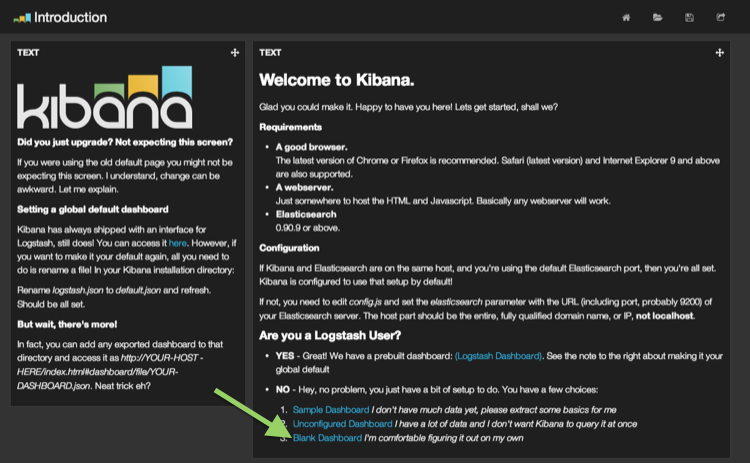 Introduction
TEXT
kibana
Did you just upgrade? Not expecting this screen?
If you were using the old default page you might not be
expecting this screen. I understand, change can be
awkward. Let me explain.
Setting a global default dashboard
Kibana has always shipped with an interface for
Logstash, still does! You can access it here. However, if
you want to make it your default again, all you need to
do is rename a file! In your Kibana installation directory:
Rename logstash.json to default.json and refresh.
Should be all set.
But wait, there's more!
In fact, you can add any exported dashboard to that
directory and access it as http://YOUR-HOST -
HERE/index.html#dashboard/file/YOUR-
DASHBOARD.json. Neat trick eh?
TEXT
Welcome to Kibana.
Glad you could make it. Happy to have you here! Lets get started, shall we?
Requirements
• A good browser.
The latest version of Chrome or Firefox is recommended. Safari (latest version) and Internet Explorer 9 and above
are also supported.
• A webserver.
Just somewhere to host the HTML and Javascript. Basically any webserver will work.
• Elasticsearch
0.90.9 or above.
Configuration
If Kibana and Elasticsearch are on the same host, and you're using the default Elasticsearch port, then you're all set.
Kibana is configured to use that setup by default!
If not, you need to edit config.js and set the elasticsearch parameter with the URL (including port, probably 9200) of
your Elasticsearch server. The host part should be the entire, fully qualified domain name, or IP, not localhost.
Are you a Logstash User?
• YES - Great! We have a prebuilt dashboard: (Logstash Dashboard). See the note to the right about making it your
global default
• NO - Hey, no problem, you just have a bit of setup to do. You have a few choices:
1. Sample Dashboard I don't have much data yet, please extract some basics for me
2. Unconfigured Dashboard I have a lot of data and I don't want Kibana to query it at once
3. Blank Dashboard I'm comfortable figuring it out on my own